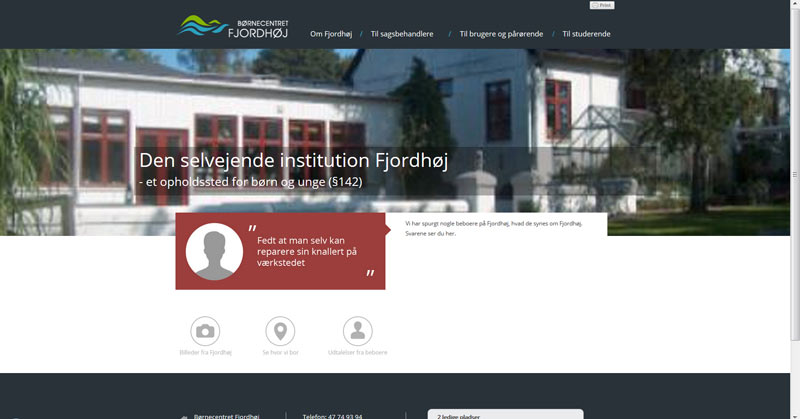 Print
BØRNECENTRET
FJORDHØJ
Om Fjordhøj / Til sagsbehandlere / Til brugere og pårørende / Til studerende
Den selvejende institution Fjordhøj
- et opholdssted for børn og unge (§142)
" Fedt at man selv kan
reparere sin knallert på
værkstedet "
Vi har spurgt nogle beboere på Fjordhøj, hvad de synes om Fjordhøj.
Svarene ser du her.
Billeder fra Fjordhøj
Se hvor vi bor
Udtalelser fra beboere
Børnecentret Fjordhøj
Telefon: 47 74 93 94
2 ledige pladser